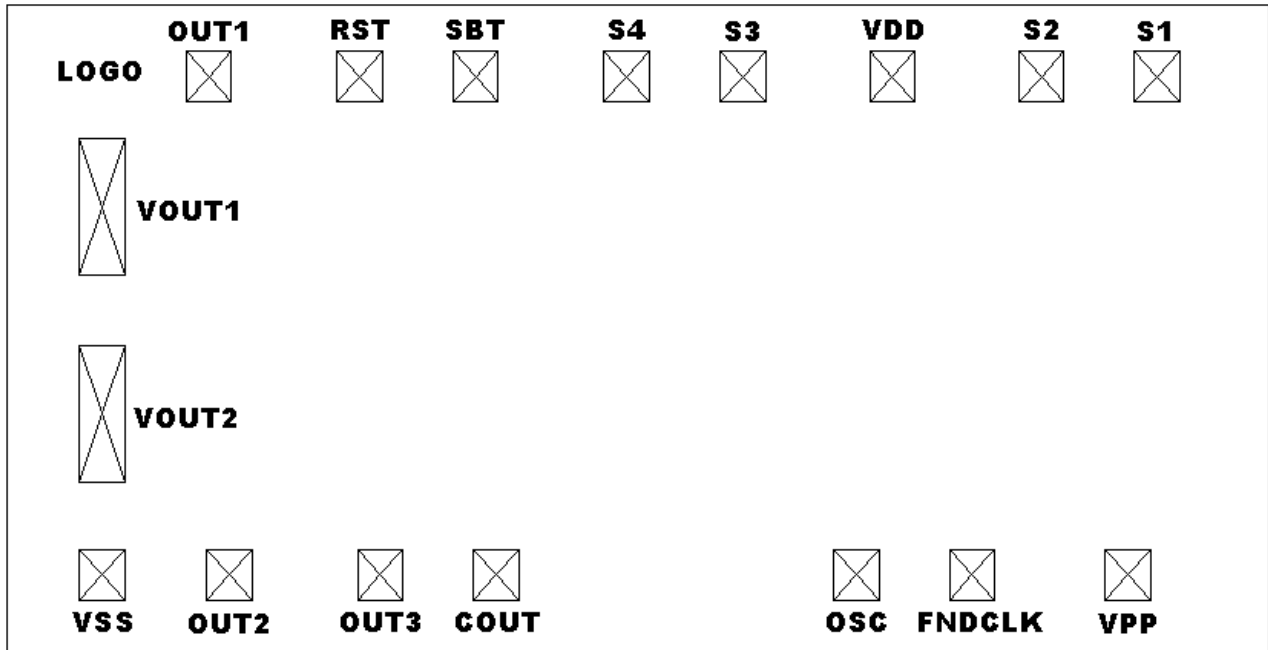 OUT1 RST SBT S4 S3 VDD S2 S1
LOGO
VOUT1
VOUT2
VSS OUT2 OUT3 COUT OSC FNDCLK VPP